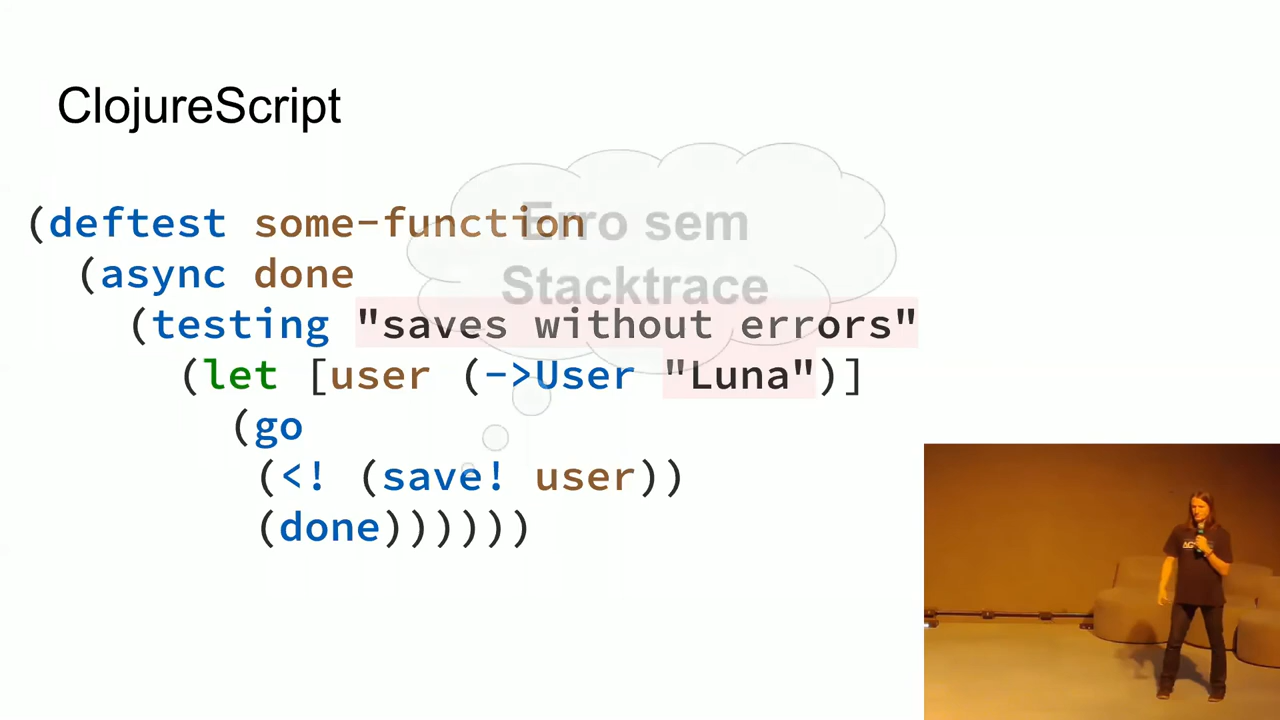 ClojureScript
Erro sem
Stacktrace
(deftest some-function
(async done
(testing "saves without errors"
(let [user (->User "Luna")]
(go
(<! (save! user))
(done))))))